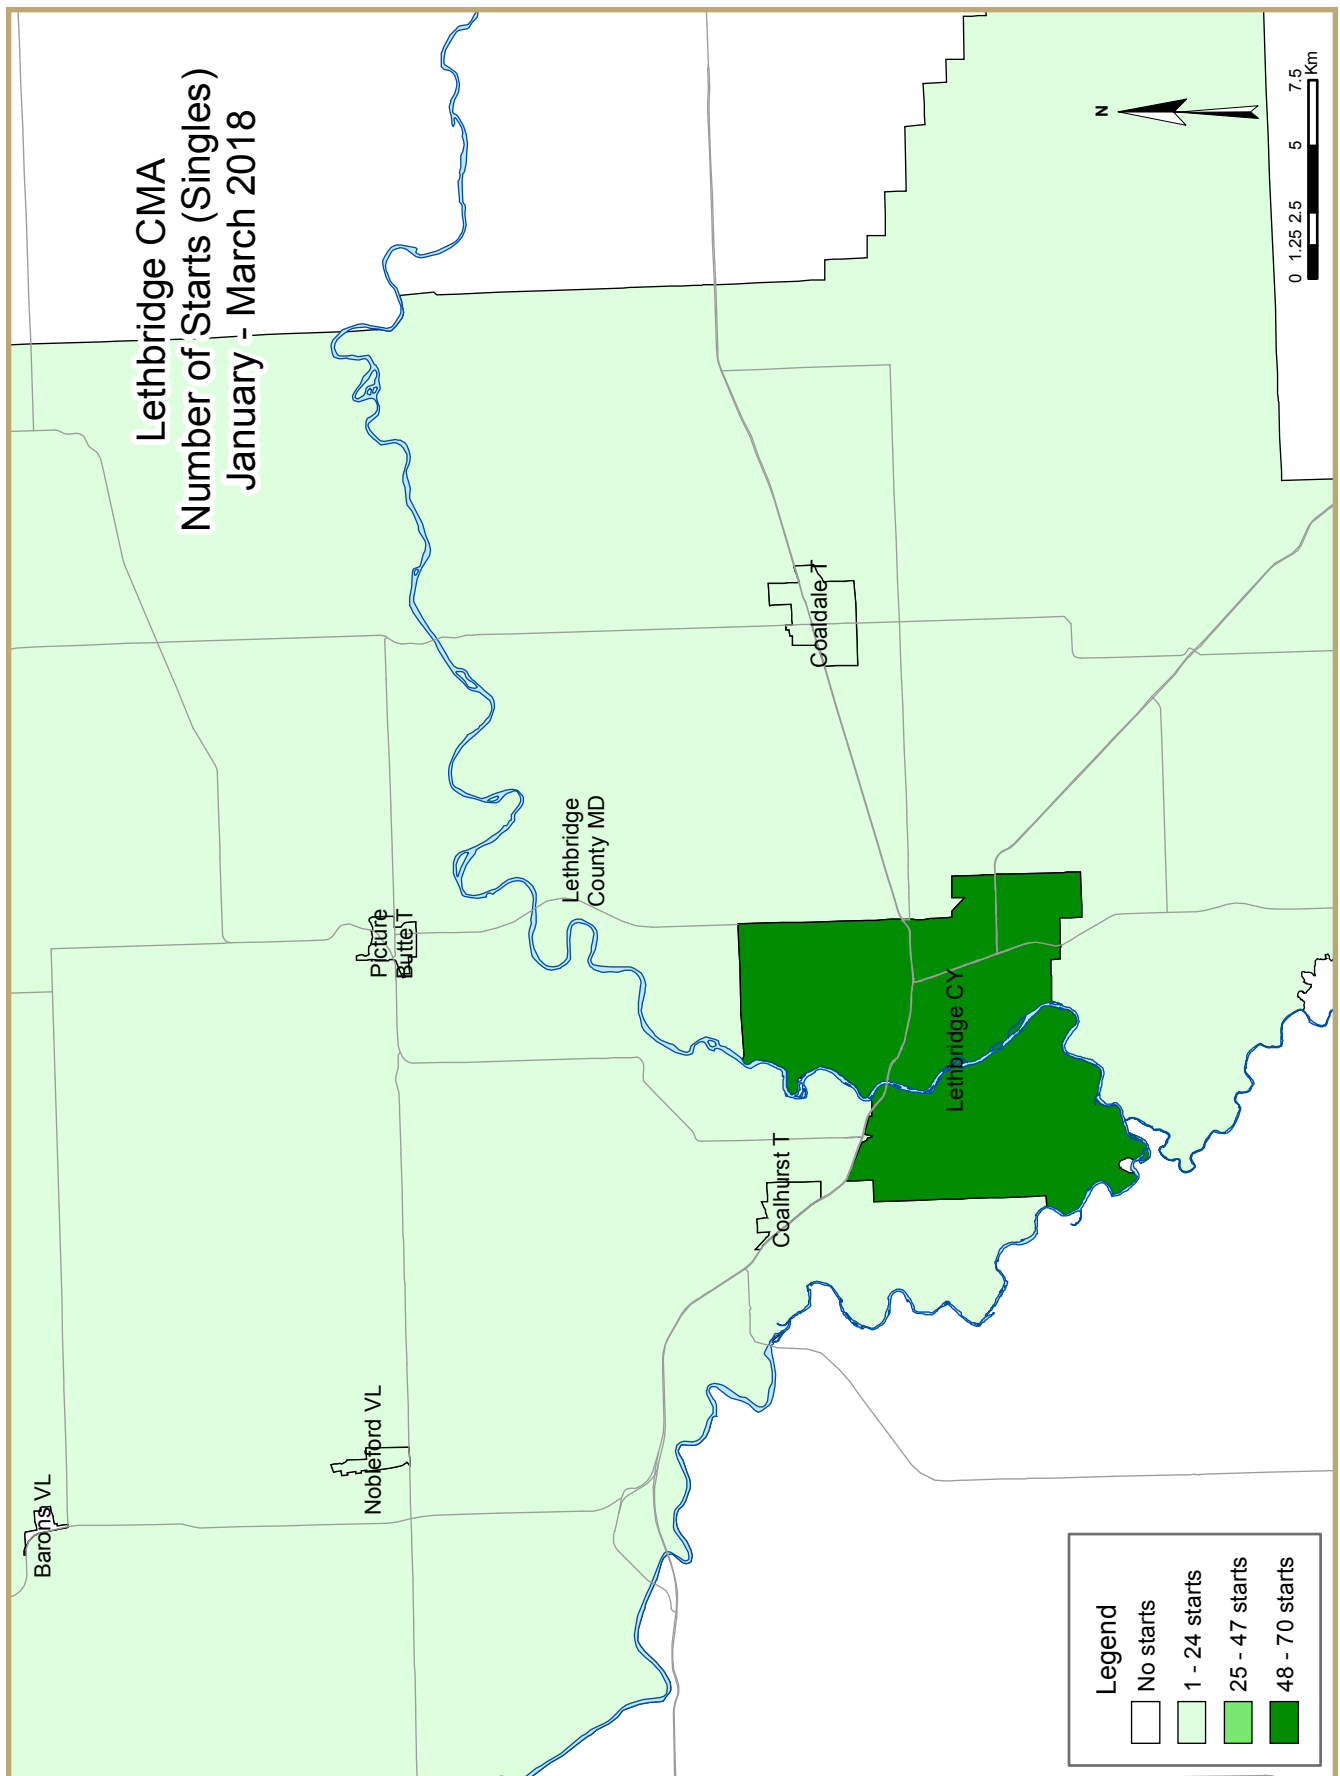 Lethbridge CMA
Number of Starts (Singles)
January - March 2018
Barons VL
Nobleford VL
Picture
Butte T
Lethbridge
County MD
Coalhurst T
Coaldale T
Lethbridge CY
N
0 1.25 2.5 5 7.5
Km
Legend
No starts
1 - 24 starts
25 - 47 starts
48 - 70 starts